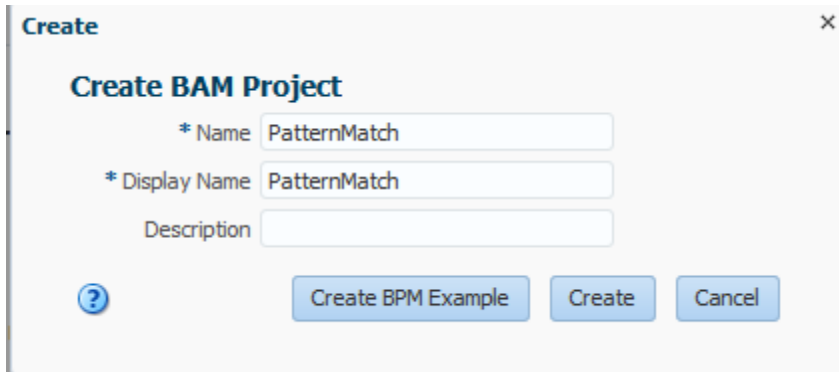 Create
Create BAM Project
* Name PatternMatch
* Display Name PatternMatch
Description
? Create BPM Example Create Cancel